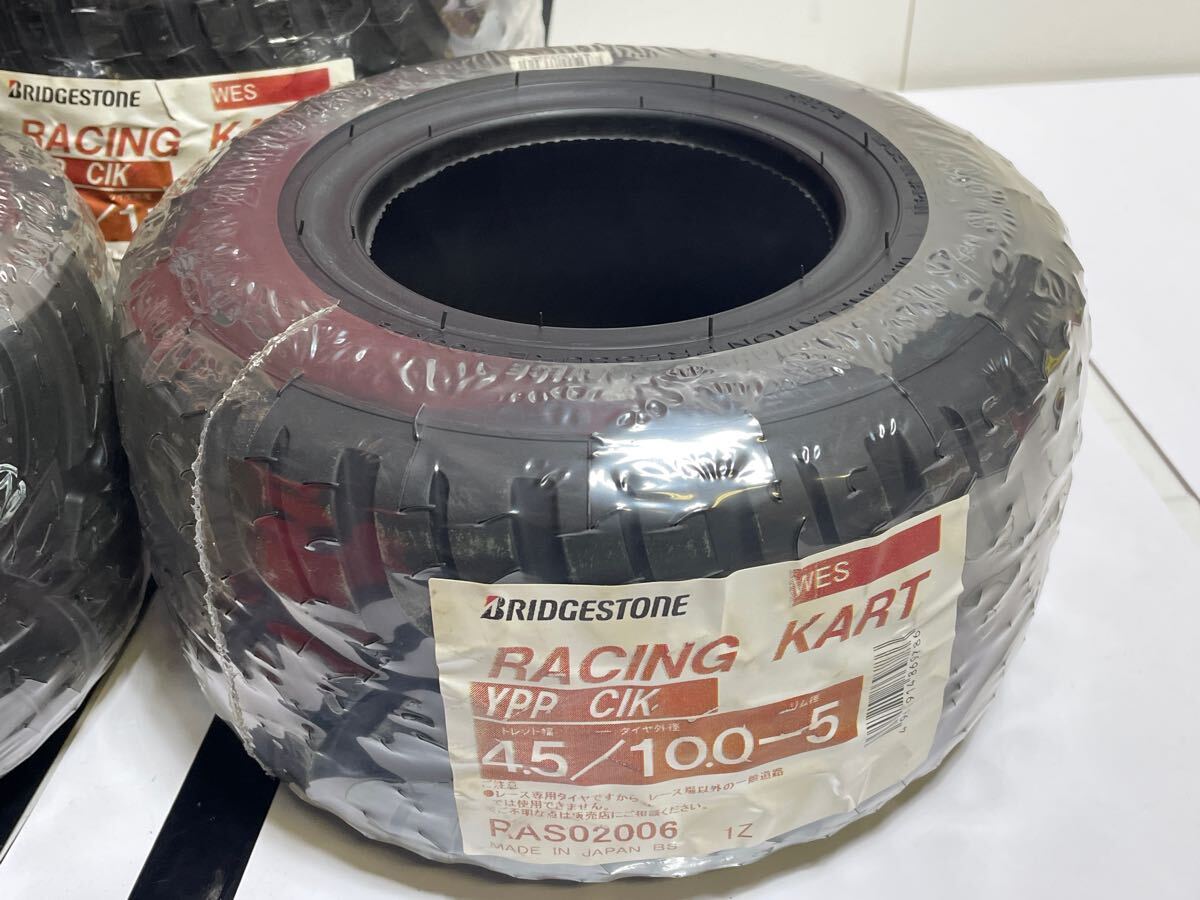 BRIDGESTONE
WES
RACING KART
YPP CIK
トレッド幅 タイヤ外径 リム径
4.5/10.0-5
ご注意
●レース専用タイヤですから、レース場以外の一般道路
では使用できません。
ご不明な点は販売店にご相談ください。
RAS02006 1Z
MADE IN JAPAN BS
BRIDGESTONE
WES
RACING KA
CIK
/1